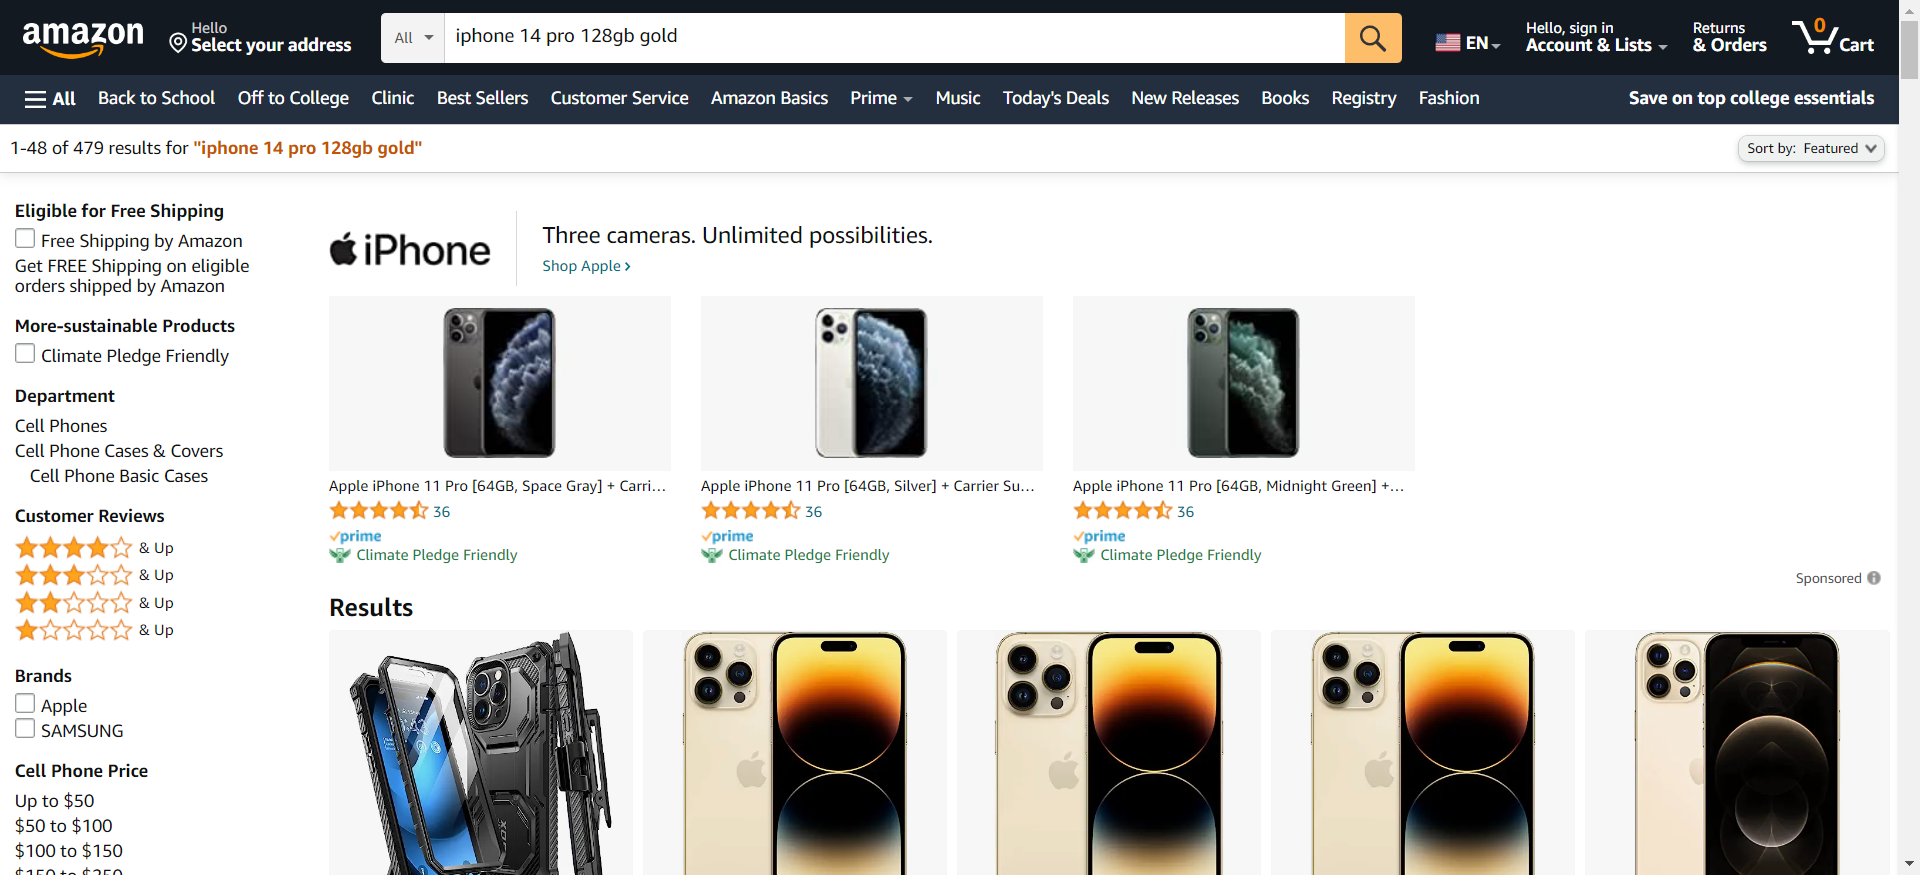 amazon
Hello
Select your address
All
iphone 14 pro 128gb gold
EN
Hello, sign in
Account & Lists
Returns
& Orders
0
Cart
All
Back to School
Off to College
Clinic
Best Sellers
Customer Service
Amazon Basics
Prime
Music
Today's Deals
New Releases
Books
Registry
Fashion
Save on top college essentials
1-48 of 479 results for "iphone 14 pro 128gb gold"
Sort by: Featured
Eligible for Free Shipping
Free Shipping by Amazon
Get FREE Shipping on eligible
orders shipped by Amazon
More-sustainable Products
Climate Pledge Friendly
Department
Cell Phones
Cell Phone Cases & Covers
Cell Phone Basic Cases
Customer Reviews
& Up
& Up
& Up
& Up
Brands
Apple
SAMSUNG
Cell Phone Price
Up to $50
$50 to $100
$100 to $150
$150 to $250
iPhone
Three cameras. Unlimited possibilities.
Shop Apple ›
Apple iPhone 11 Pro [64GB, Space Gray] + Carri...
36
prime
Climate Pledge Friendly
Apple iPhone 11 Pro [64GB, Silver] + Carrier Su...
36
prime
Climate Pledge Friendly
Apple iPhone 11 Pro [64GB, Midnight Green] +...
36
prime
Climate Pledge Friendly
Sponsored
Results